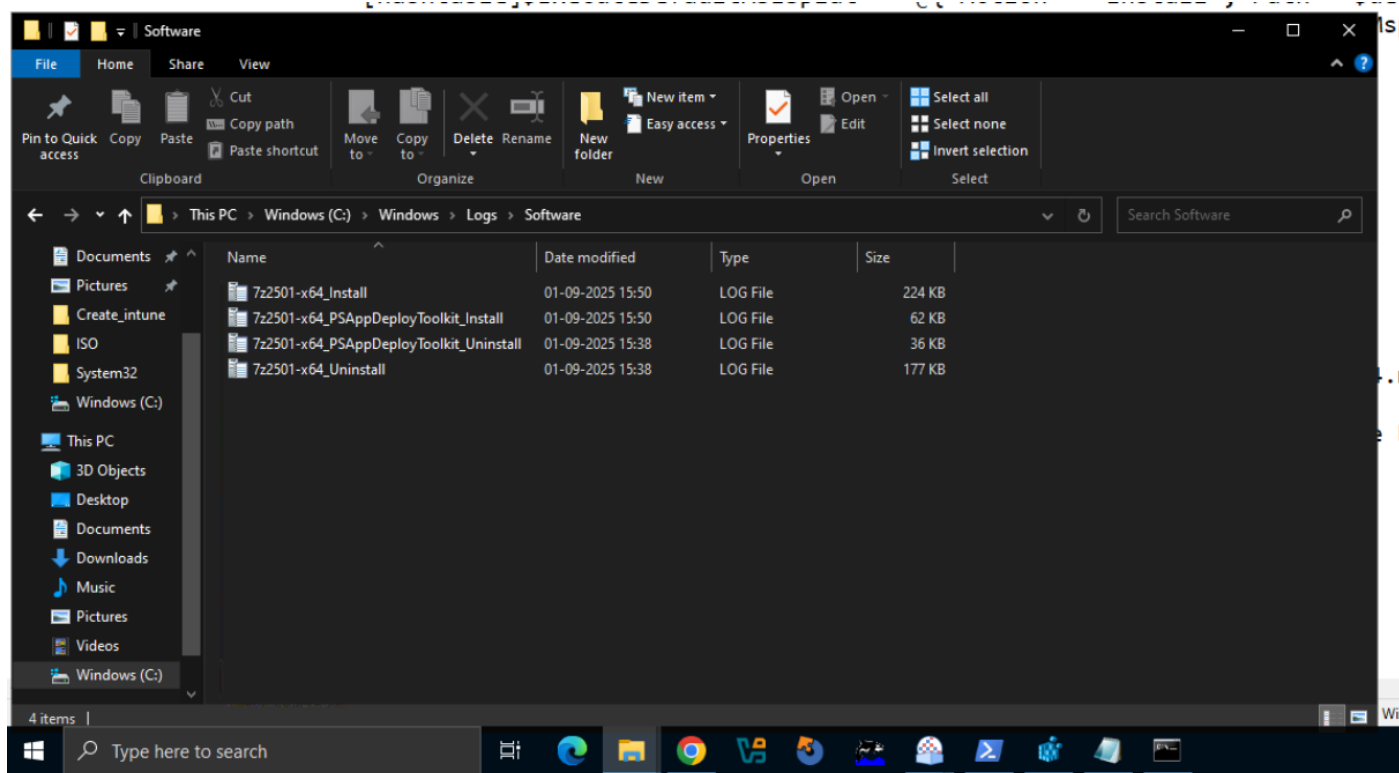 Software
File Home Share View
Pin to Quick access
Copy
Paste
Cut
Copy path
Paste shortcut
Move to
Copy to
Delete
Rename
New folder
New item
Easy access
Properties
Open
Edit
Select all
Select none
Invert selection
Clipboard Organize New Open Select
This PC > Windows (C:) > Windows > Logs > Software
Search Software
Documents
Pictures
Create_intune
ISO
System32
Windows (C:)
This PC
3D Objects
Desktop
Documents
Downloads
Music
Pictures
Videos
Windows (C:)
Name Date modified Type Size
7z2501-x64_Install 01-09-2025 15:50 LOG File 224 KB
7z2501-x64_PSAppDeployToolkit_Install 01-09-2025 15:50 LOG File 62 KB
7z2501-x64_PSAppDeployToolkit_Uninstall 01-09-2025 15:38 LOG File 36 KB
7z2501-x64_Uninstall 01-09-2025 15:38 LOG File 177 KB
4 items
Type here to search